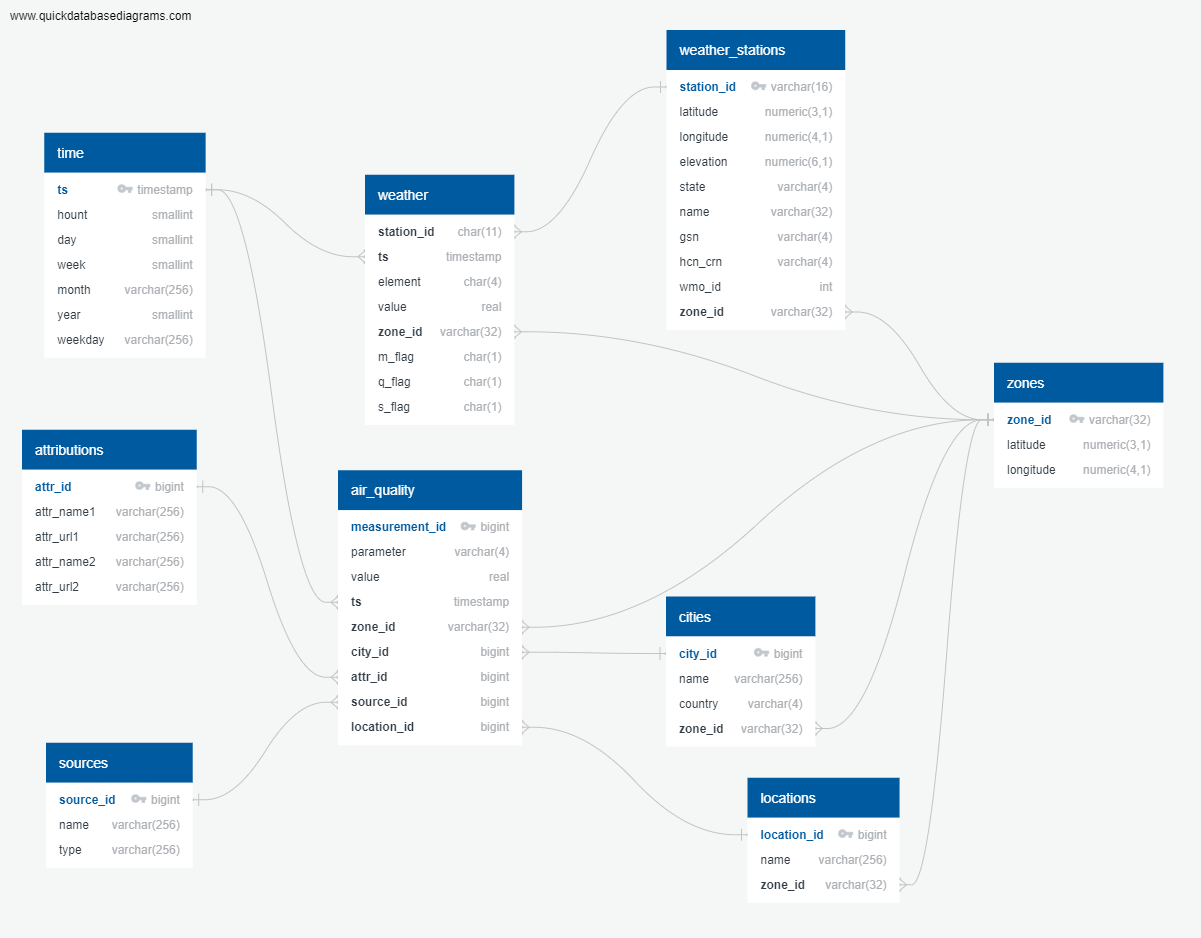 www.quickdatabasediagrams.com
weather_stations
station_id varchar(16)
latitude numeric(3,1)
longitude numeric(4,1)
elevation numeric(6,1)
state varchar(4)
name varchar(32)
gsn varchar(4)
hcn_crn varchar(4)
wmo_id int
zone_id varchar(32)
time
ts timestamp
hount smallint
day smallint
week smallint
month varchar(256)
year smallint
weekday varchar(256)
weather
station_id char(11)
ts timestamp
element char(4)
value real
zone_id varchar(32)
m_flag char(1)
q_flag char(1)
s_flag char(1)
zones
zone_id varchar(32)
latitude numeric(3,1)
longitude numeric(4,1)
attributions
attr_id bigint
attr_name1 varchar(256)
attr_url1 varchar(256)
attr_name2 varchar(256)
attr_url2 varchar(256)
air_quality
measurement_id bigint
parameter varchar(4)
value real
ts timestamp
zone_id varchar(32)
city_id bigint
attr_id bigint
source_id bigint
location_id bigint
cities
city_id bigint
name varchar(256)
country varchar(4)
zone_id varchar(32)
sources
source_id bigint
name varchar(256)
type varchar(256)
locations
location_id bigint
name varchar(256)
zone_id varchar(32)